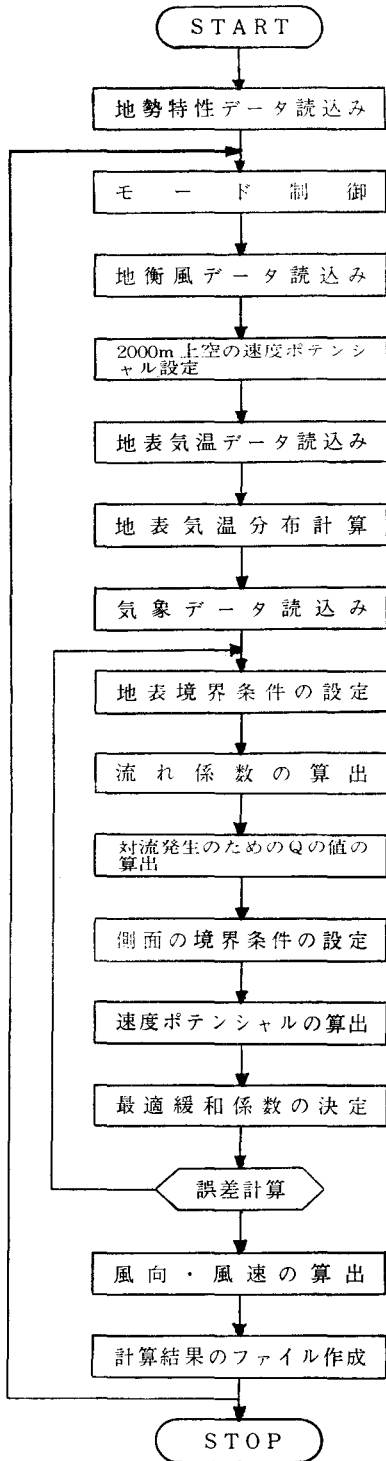 START
地勢特性データ読込み
モード制御
地衡風データ読込み
2000m上空の速度ポテンシ
ャル設定
地表気温データ読込み
地表気温分布計算
気象データ読込み
地表境界条件の設定
流れ係数の算出
対流発生のためのQの値の
算出
側面の境界条件の設定
速度ポテンシャルの算出
最適緩和係数の決定
誤差計算
風向・風速の算出
計算結果のファイル作成
STOP